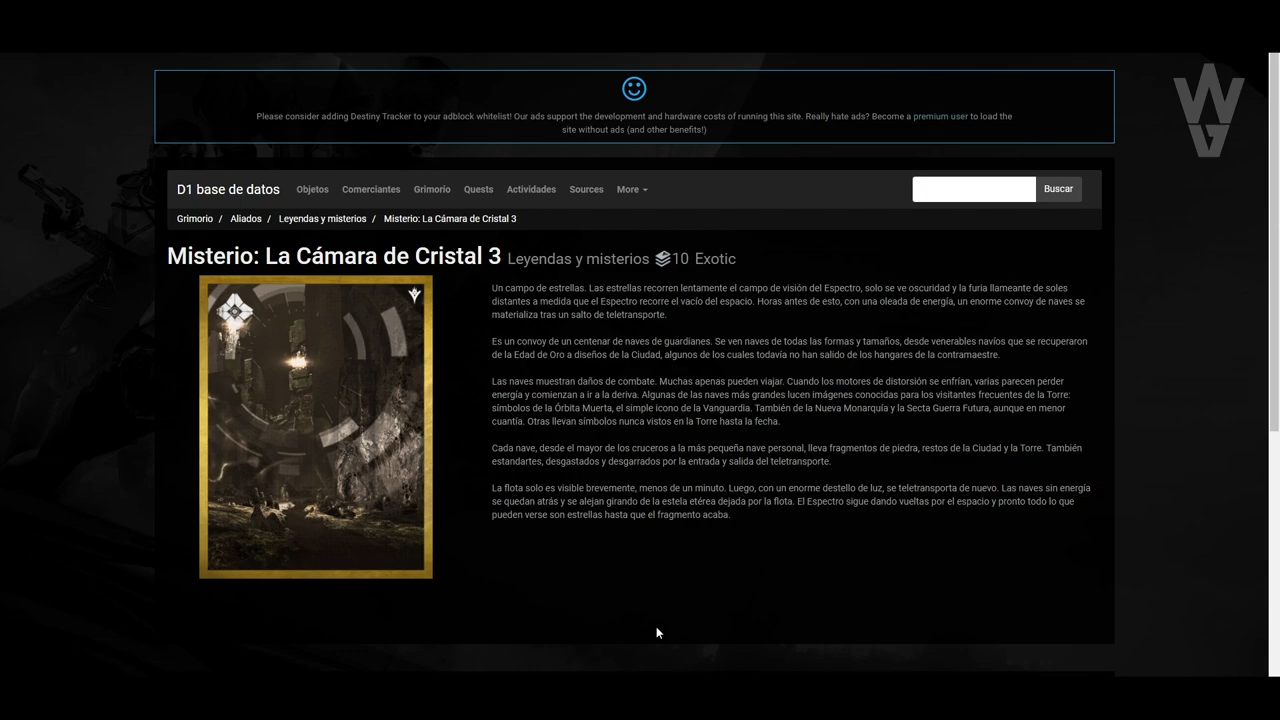 Please consider adding Destiny Tracker to your adblock whitelist! Our ads support the development and hardware costs of running this site. Really hate ads? Become a premium user to load the
site without ads (and other benefits!)
D1 base de datos Objetos Comerciantes Grimorio Quests Actividades Sources More Buscar
Grimorio / Aliados / Leyendas y misterios / Misterio: La Cámara de Cristal 3
Misterio: La Cámara de Cristal 3 Leyendas y misterios 10 Exotic
Un campo de estrellas. Las estrellas recorren lentamente el campo de visión del Espectro, solo se ve oscuridad y la furia llameante de soles
distantes a medida que el Espectro recorre el vacío del espacio. Horas antes de esto, con una oleada de energía, un enorme convoy de naves se
materializa tras un salto de teletransporte.
Es un convoy de un centenar de naves de guardianes. Se ven naves de todas las formas y tamaños, desde venerables navíos que se recuperaron
de la Edad de Oro a diseños de la Ciudad, algunos de los cuales todavía no han salido de los hangares de la contramaestre.
Las naves muestran daños de combate. Muchas apenas pueden viajar. Cuando los motores de distorsión se enfrían, varias parecen perder
energía y comienzan a ir a la deriva. Algunas de las naves más grandes lucen imágenes conocidas para los visitantes frecuentes de la Torre:
símbolos de la Órbita Muerta, el simple icono de la Vanguardia. También de la Nueva Monarquía y la Secta Guerra Futura, aunque en menor
cuantía. Otras llevan símbolos nunca vistos en la Torre hasta la fecha.
Cada nave, desde el mayor de los cruceros a la más pequeña nave personal, lleva fragmentos de piedra, restos de la Ciudad y la Torre. También
estandartes, desgastados y desgarrados por la entrada y salida del teletransporte.
La flota solo es visible brevemente, menos de un minuto. Luego, con un enorme destello de luz, se teletransporta de nuevo. Las naves sin energía
se quedan atrás y se alejan girando de la estela etérea dejada por la flota. El Espectro sigue dando vueltas por el espacio y pronto todo lo que
pueden verse son estrellas hasta que el fragmento acaba.